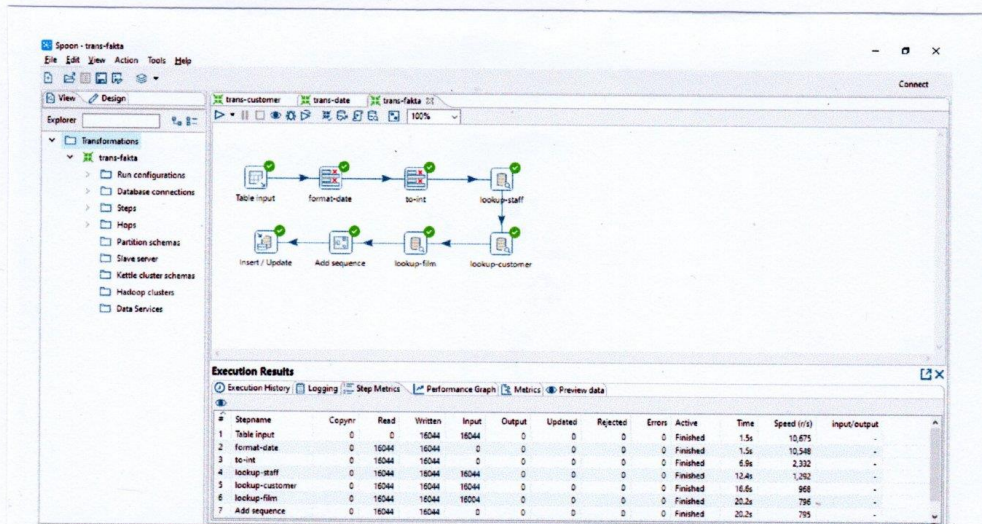 Spoon - trans-fakta
File Edit View Action Tools Help
Connect
View Design
Explorer
Transformations
trans-fakta
Run configurations
Database connections
Steps
Hops
Partition schemas
Slave server
Kettle cluster schemas
Hadoop clusters
Data Services
trans-customer trans-date trans-fakta
100%
Table input format-date to-int lookup-staff
Insert / Update Add sequence lookup-film lookup-customer
Execution Results
Execution History Logging Step Metrics Performance Graph Metrics Preview data
# Stepname Copynr Read Written Input Output Updated Rejected Errors Active Time Speed (r/s) input/output
1 Table input 0 0 16044 16044 0 0 0 0 Finished 1.5s 10,675 -
2 format-date 0 16044 16044 0 0 0 0 0 Finished 1.5s 10,548 -
3 to-int 0 16044 16044 0 0 0 0 0 Finished 6.9s 2,332 -
4 lookup-staff 0 16044 16044 16044 0 0 0 0 Finished 12.4s 1,292 -
5 lookup-customer 0 16044 16044 16044 0 0 0 0 Finished 16.6s 968 -
6 lookup-film 0 16044 16044 16004 0 0 0 0 Finished 20.2s 796 -
7 Add sequence 0 16044 16044 0 0 0 0 0 Finished 20.2s 795 -